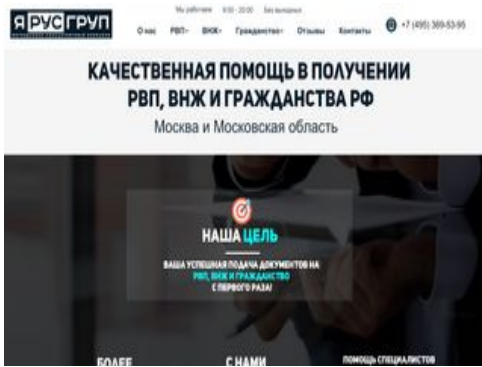 Мы работаем 9:00 - 20:00 Без выходных
Я РУС ГРУП
О нас РВП ВНЖ Гражданство Отзывы Контакты +7 (495) 369-53-95
КАЧЕСТВЕННАЯ ПОМОЩЬ В ПОЛУЧЕНИИ
РВП, ВНЖ И ГРАЖДАНСТВА РФ
Москва и Московская область
НАША ЦЕЛЬ
ВАША УСПЕШНАЯ ПОДАЧА ДОКУМЕНТОВ НА
РВП, ВНЖ И ГРАЖДАНСТВО
С ПЕРВОГО РАЗА!
БОЛЕЕ С НАМИ ПОМОЩЬ СПЕЦИАЛИСТОВ